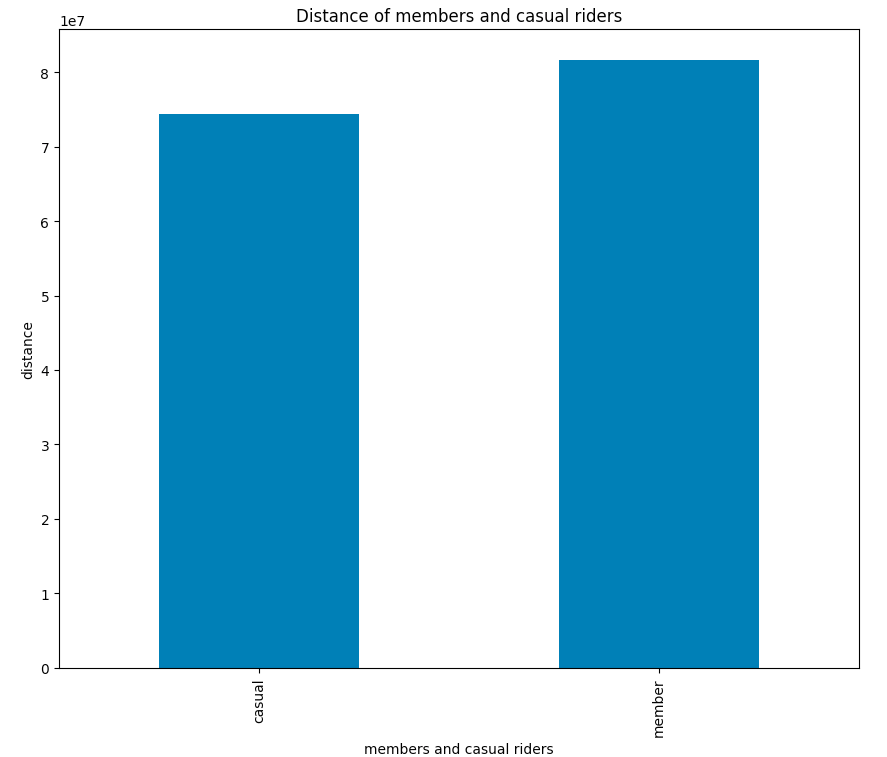 Distance of members and casual riders
1e7
8
7
6
5
4
3
2
1
0
distance
casual
member
members and casual riders